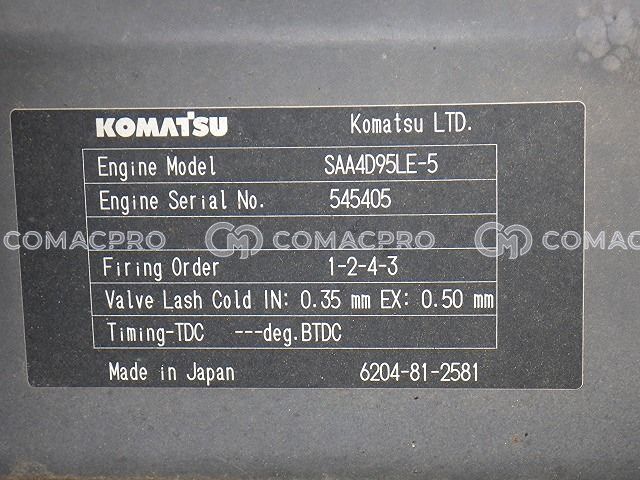 KOMATSU Komatsu LTD.
Engine Model SAA4D95LE-5
Engine Serial No. 545405
COMACPRO CM COMACPRO CM COMACPRO
Firing Order 1-2-4-3
Valve Lash Cold IN: 0.35 mm EX: 0.50 mm
Timing-TDC ---deg.BTDC
Made in Japan 6204-81-2581